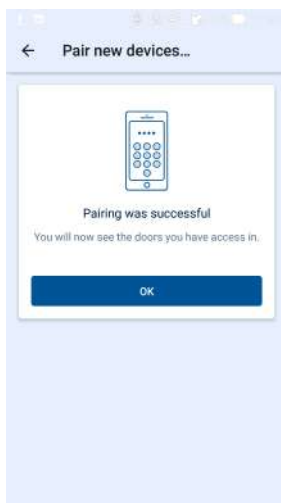 Pair new devices...
Pairing was successful
You will now see the doors you have access in.
OK